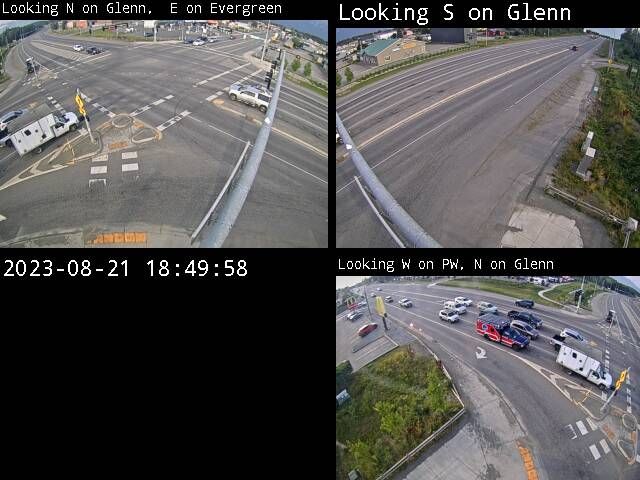 Looking N on Glenn, E on Evergreen
Looking S on Glenn
2023-08-21 18:49:58
Looking W on PW, N on Glenn